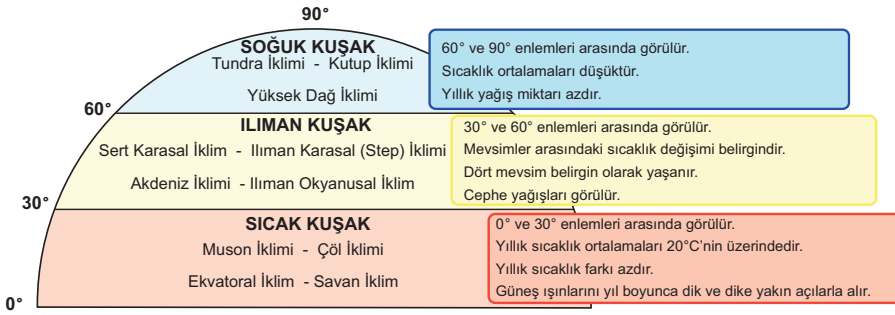 90°
SOĞUK KUŞAK
Tundra İklimi - Kutup İklimi
Yüksek Dağ İklimi
60° ve 90° enlemleri arasında görülür.
Sıcaklık ortalamaları düşüktür.
Yıllık yağış miktarı azdır.
60°
ILIMAN KUŞAK
Sert Karasal İklim - Ilıman Karasal (Step) İklimi
Akdeniz İklimi - Ilıman Okyanusal İklim
30° ve 60° enlemleri arasında görülür.
Mevsimler arasındaki sıcaklık değişimi belirgindir.
Dört mevsim belirgin olarak yaşanır.
Cephe yağışları görülür.
30°
SICAK KUŞAK
Muson İklimi - Çöl İklimi
Ekvatoral İklim - Savan İklim
0° ve 30° enlemleri arasında görülür.
Yıllık sıcaklık ortalamaları 20°C'nin üzerindedir.
Yıllık sıcaklık farkı azdır.
Güneş ışınlarını yıl boyunca dik ve dike yakın açılarla alır.
0°